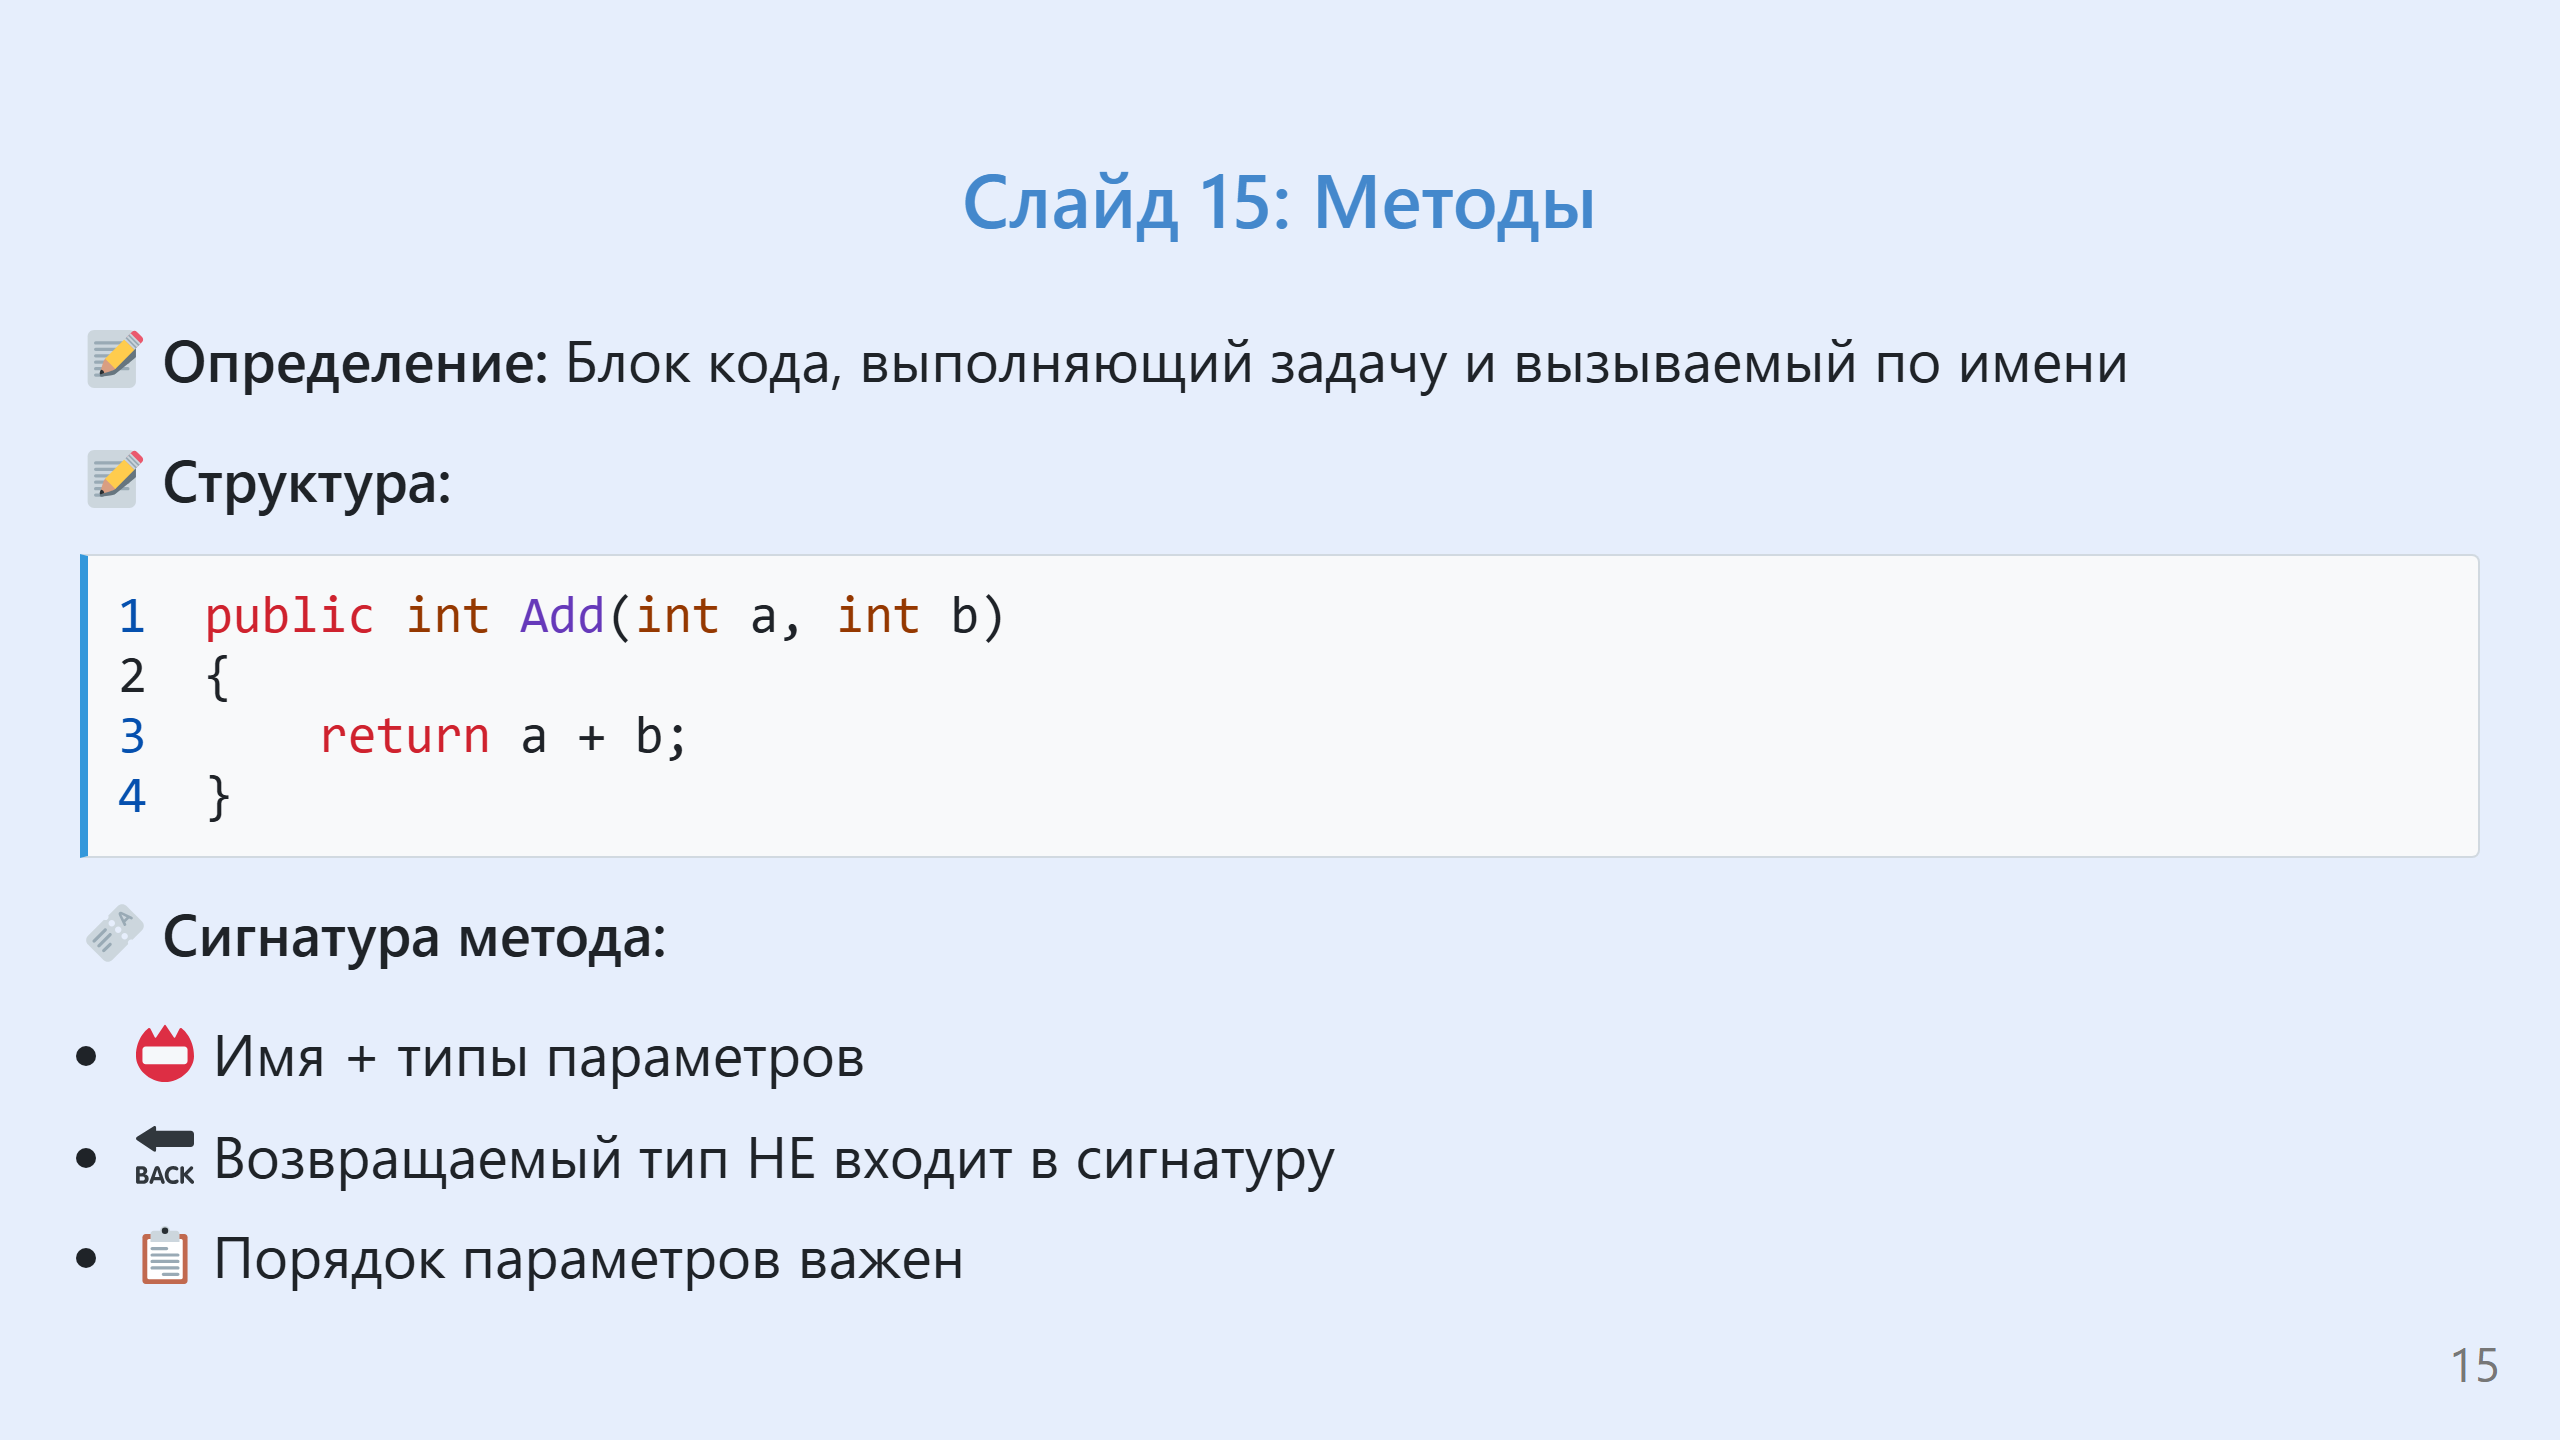 Слайд 15: Методы
📝 Определение: Блок кода, выполняющий задачу и вызываемый по имени
📝 Структура:
1  public int Add(int a, int b)
2  {
3      return a + b;
4  }
Сигнатура метода:
• 📛 Имя + типы параметров
• 🔙 Возвращаемый тип НЕ входит в сигнатуру
• 📋 Порядок параметров важен
15